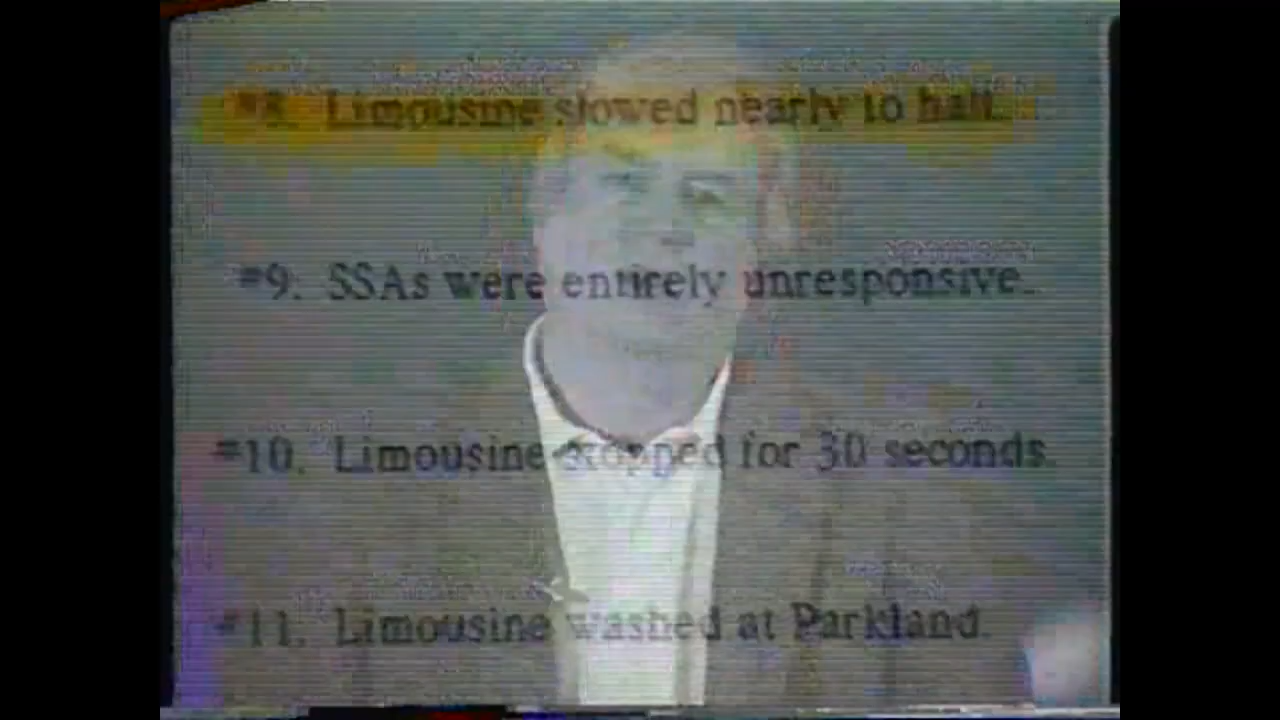 #8. Limousine slowed nearly to halt.
#9. SSAs were entirely unresponsive.
#10. Limousine stopped for 30 seconds.
#11. Limousine washed at Parkland.